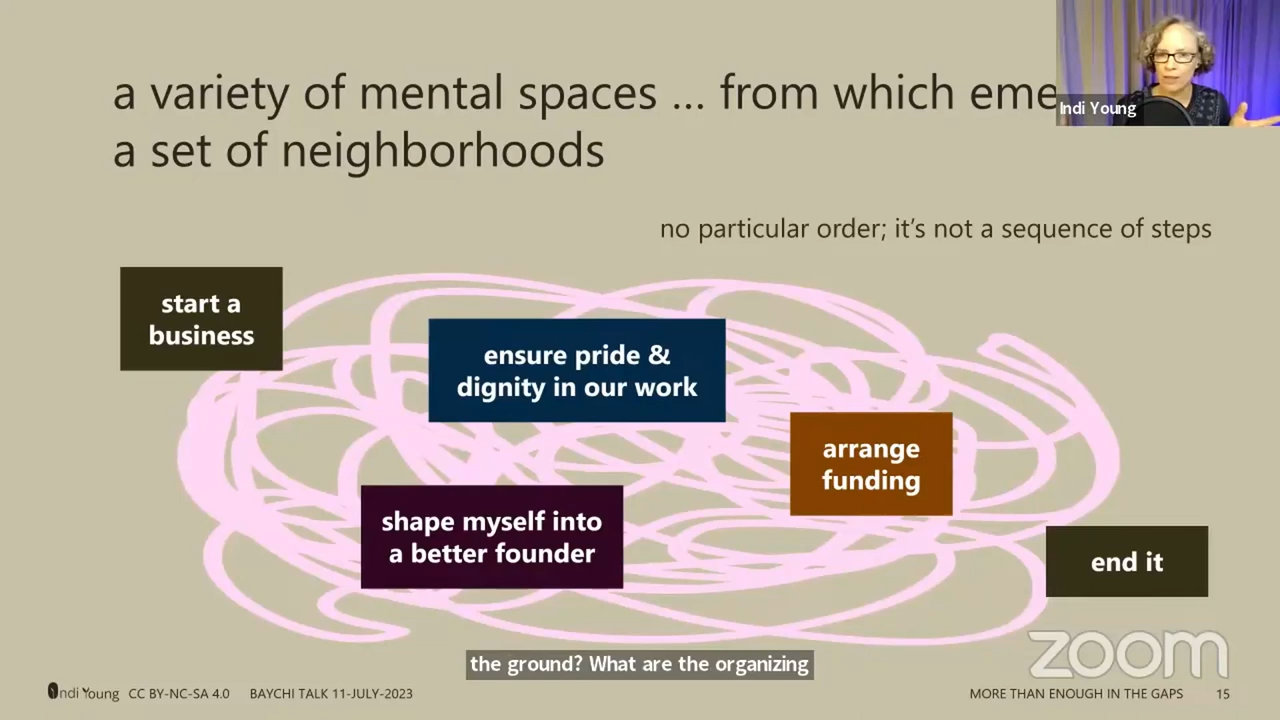 a variety of mental spaces ... from which eme
a set of neighborhoods
Indi Young
no particular order; it's not a sequence of steps
start a
business
ensure pride &
dignity in our work
arrange
funding
shape myself into
a better founder
end it
zoom
the ground? What are the organizing
Indi Young CC BY-NC-SA 4.0 BAYCHI TALK 11-JULY-2023
MORE THAN ENOUGH IN THE GAPS 15